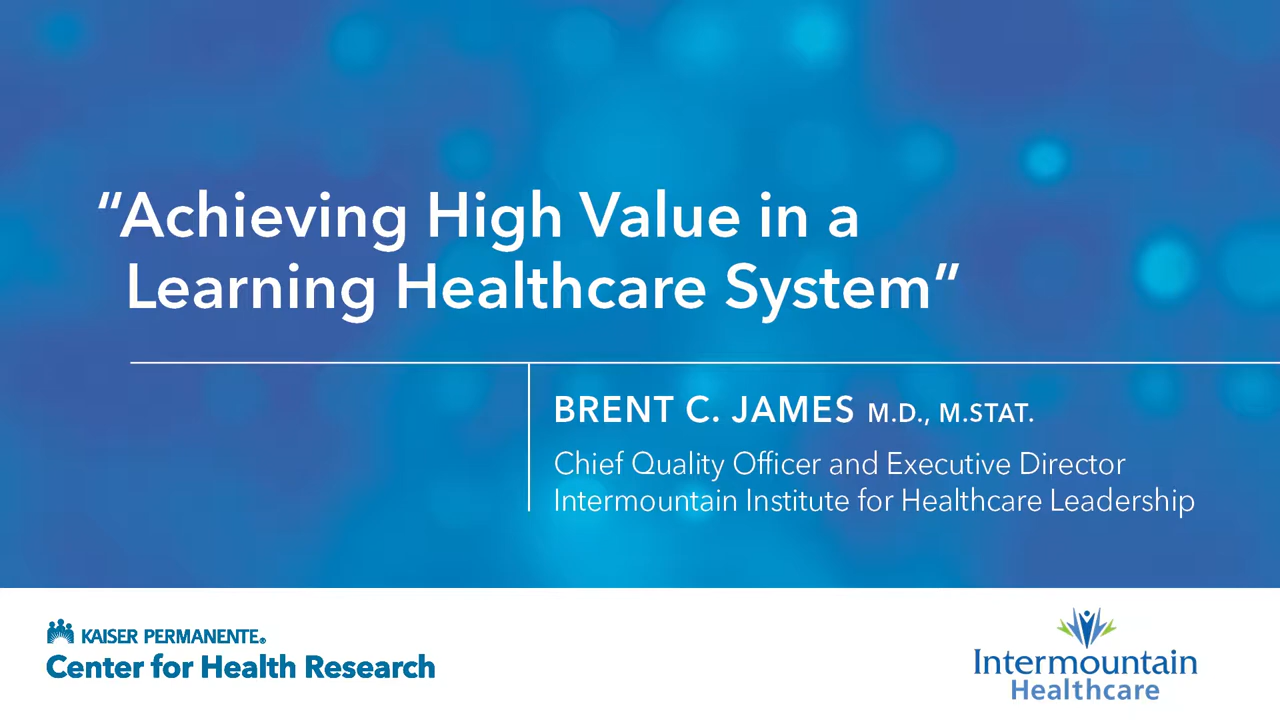 “Achieving High Value in a
Learning Healthcare System”
BRENT C. JAMES M.D., M.STAT.
Chief Quality Officer and Executive Director
Intermountain Institute for Healthcare Leadership
KAISER PERMANENTE®
Center for Health Research
Intermountain
Healthcare